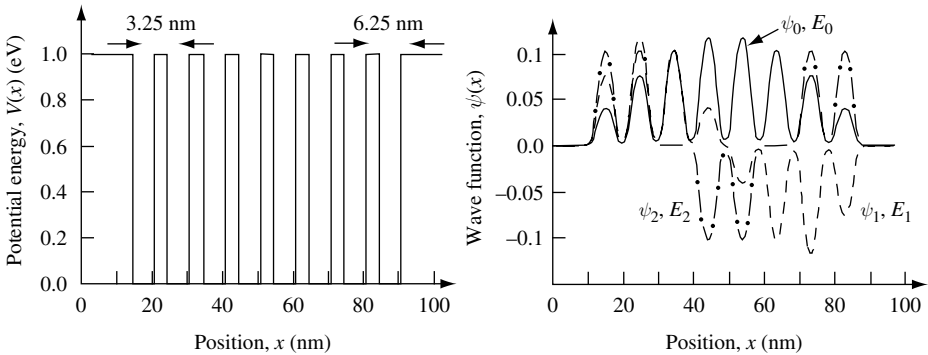 3.25 nm
6.25 nm
Potential energy, V(x) (eV)
1.0
0.8
0.6
0.4
0.2
0.0
0 20 40 60 80 100
Position, x (nm)
ψ0, E0
Wave function, ψ(x)
0.1
0.05
0.0
–0.05
–0.1
ψ2, E2
ψ1, E1
0 20 40 60 80 100
Position, x (nm)